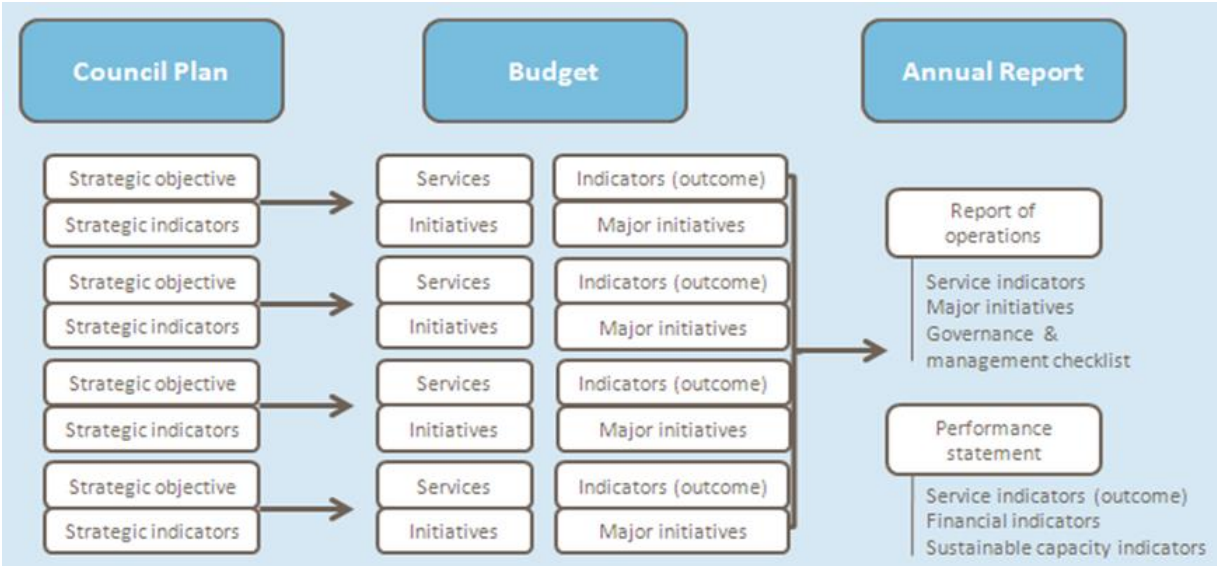 Council Plan
Budget
Annual Report
Strategic objective
Strategic indicators
Services
Initiatives
Indicators (outcome)
Major initiatives
Strategic objective
Strategic indicators
Services
Initiatives
Indicators (outcome)
Major initiatives
Strategic objective
Strategic indicators
Services
Initiatives
Indicators (outcome)
Major initiatives
Strategic objective
Strategic indicators
Services
Initiatives
Indicators (outcome)
Major initiatives
Report of
operations
Service indicators
Major initiatives
Governance &
management checklist
Performance
statement
Service indicators (outcome)
Financial indicators
Sustainable capacity indicators